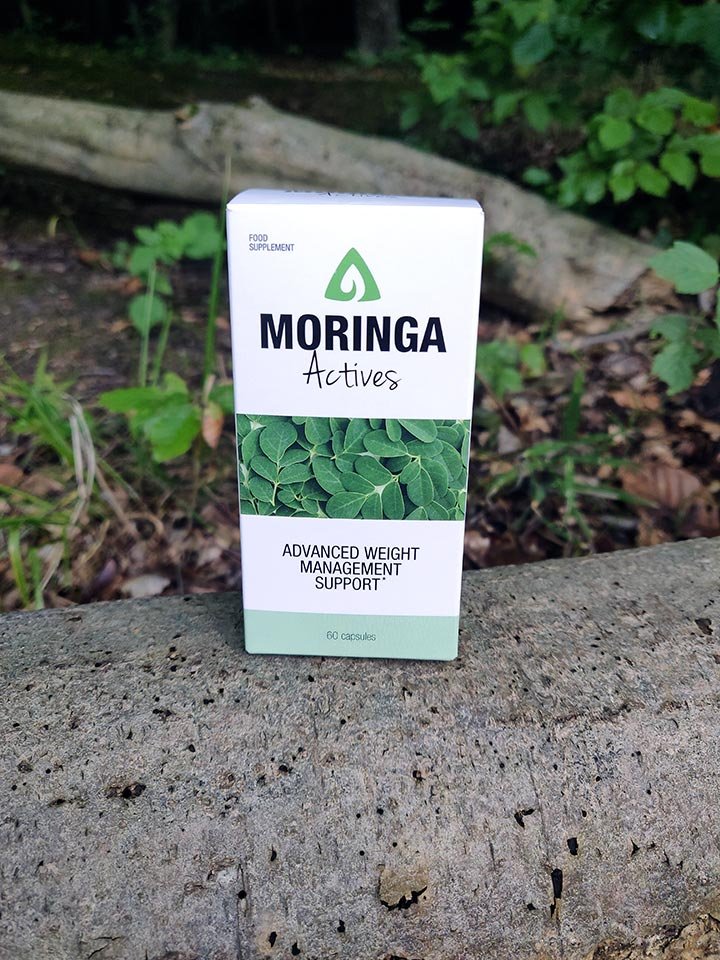 FOOD
SUPPLEMENT
MORINGA
Actives
ADVANCED WEIGHT
MANAGEMENT
SUPPORT*
60 capsules